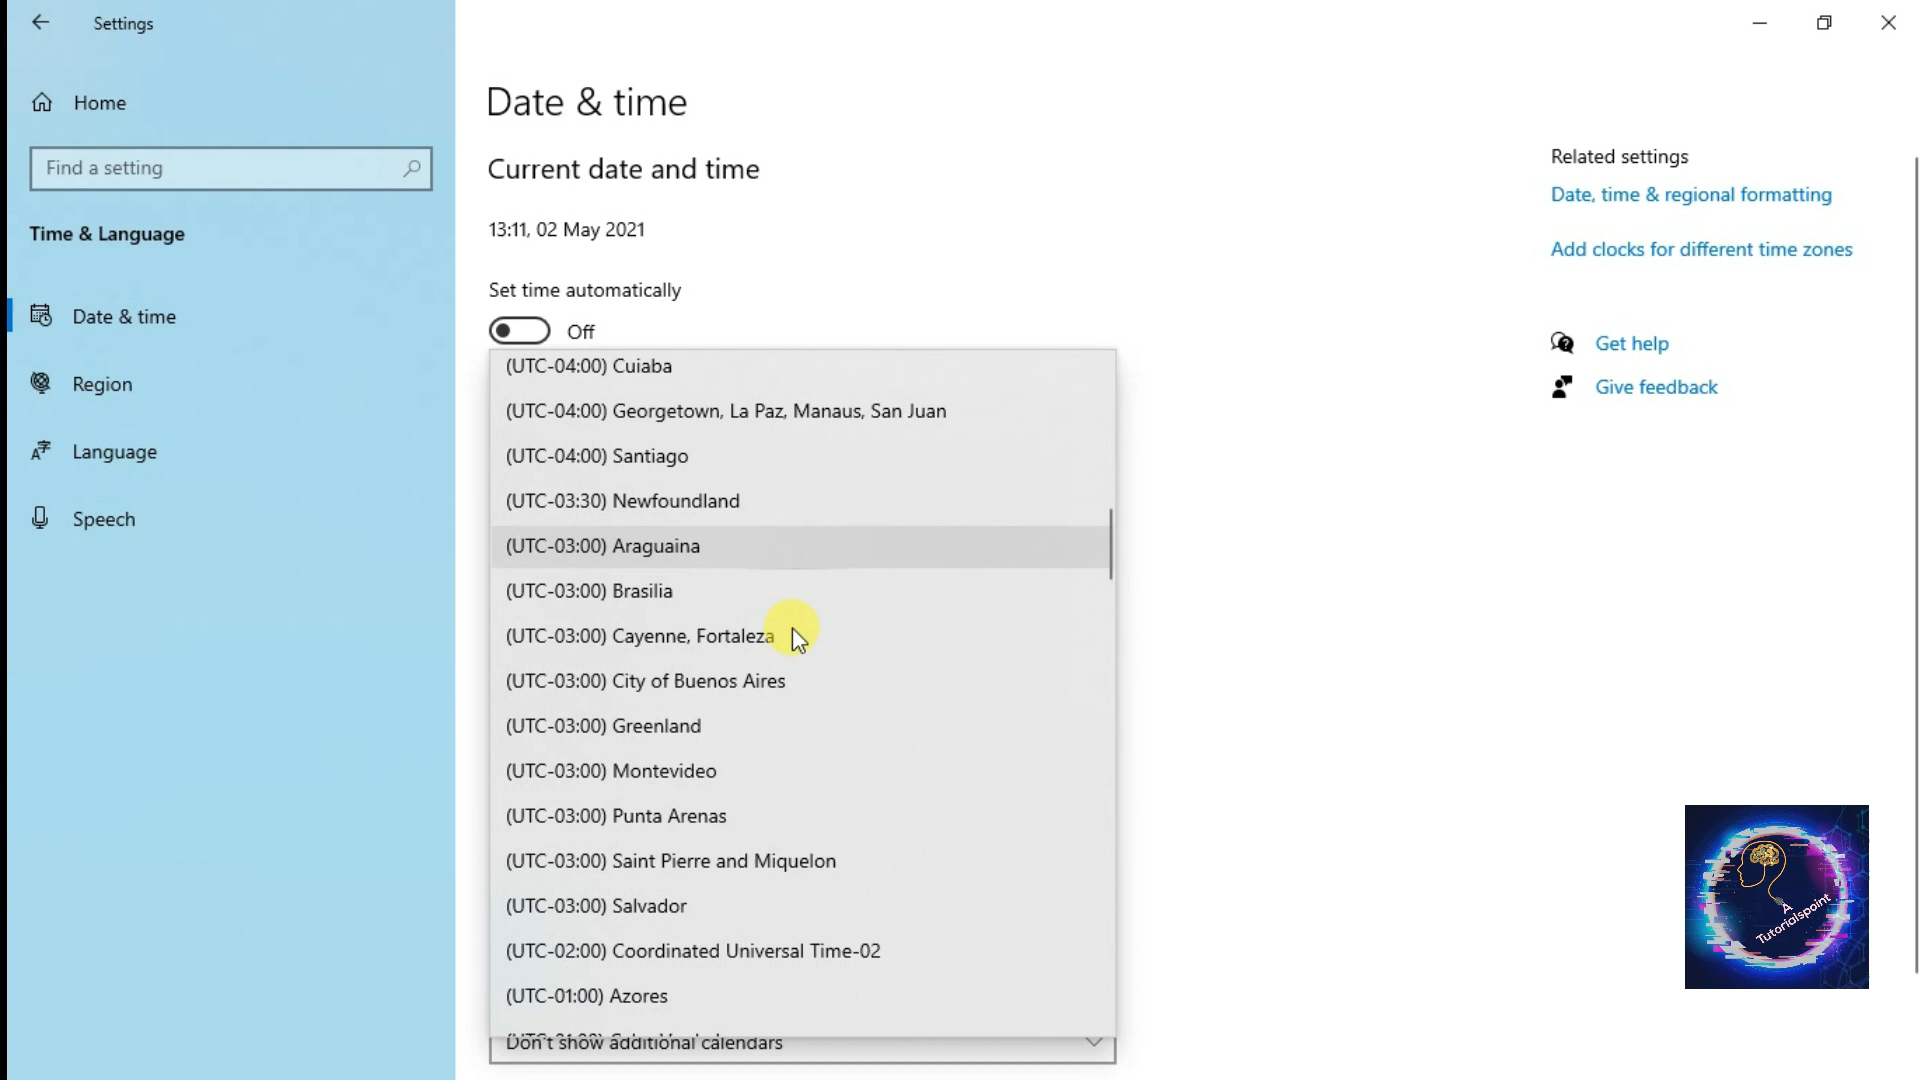 Settings
Home
Find a setting
Time & Language
Date & time
Region
Language
Speech
Date & time
Current date and time
13:11, 02 May 2021
Set time automatically
Off
(UTC-04:00) Cuiaba
(UTC-04:00) Georgetown, La Paz, Manaus, San Juan
(UTC-04:00) Santiago
(UTC-03:30) Newfoundland
(UTC-03:00) Araguaina
(UTC-03:00) Brasilia
(UTC-03:00) Cayenne, Fortaleza
(UTC-03:00) City of Buenos Aires
(UTC-03:00) Greenland
(UTC-03:00) Montevideo
(UTC-03:00) Punta Arenas
(UTC-03:00) Saint Pierre and Miquelon
(UTC-03:00) Salvador
(UTC-02:00) Coordinated Universal Time-02
(UTC-01:00) Azores
Don't show additional calendars
Related settings
Date, time & regional formatting
Add clocks for different time zones
Get help
Give feedback
A
Tutorialspoint